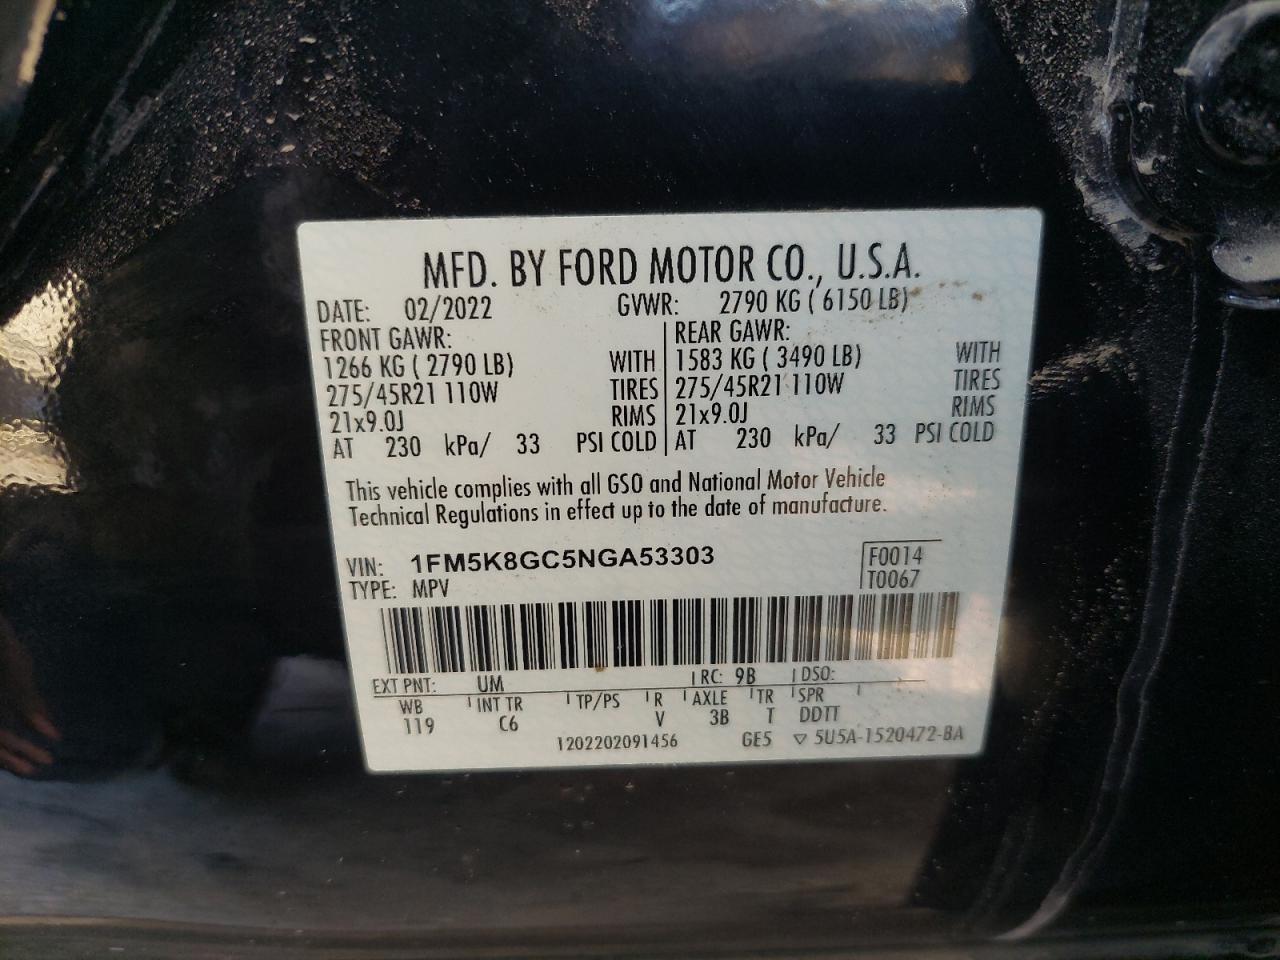 MFD. BY FORD MOTOR CO., U.S.A.
DATE: 02/2022 GVWR: 2790 KG ( 6150 LB)
FRONT GAWR: REAR GAWR:
1266 KG ( 2790 LB) WITH 1583 KG ( 3490 LB) WITH
275/45R21 110W TIRES 275/45R21 110W TIRES
21x9.0J RIMS 21x9.0J RIMS
AT 230 kPa/ 33 PSI COLD AT 230 kPa/ 33 PSI COLD
This vehicle complies with all GSO and National Motor Vehicle
Technical Regulations in effect up to the date of manufacture.
VIN: 1FM5K8GC5NGA53303 F0014
TYPE: MPV T0067
EXT PNT: UM RC: 9B DSO:
WB INT TR TP/PS R AXLE TR SPR
119 C6 V 3B T DDTT
1202202091456 GE5 ▽ 5U5A-1520472-BA